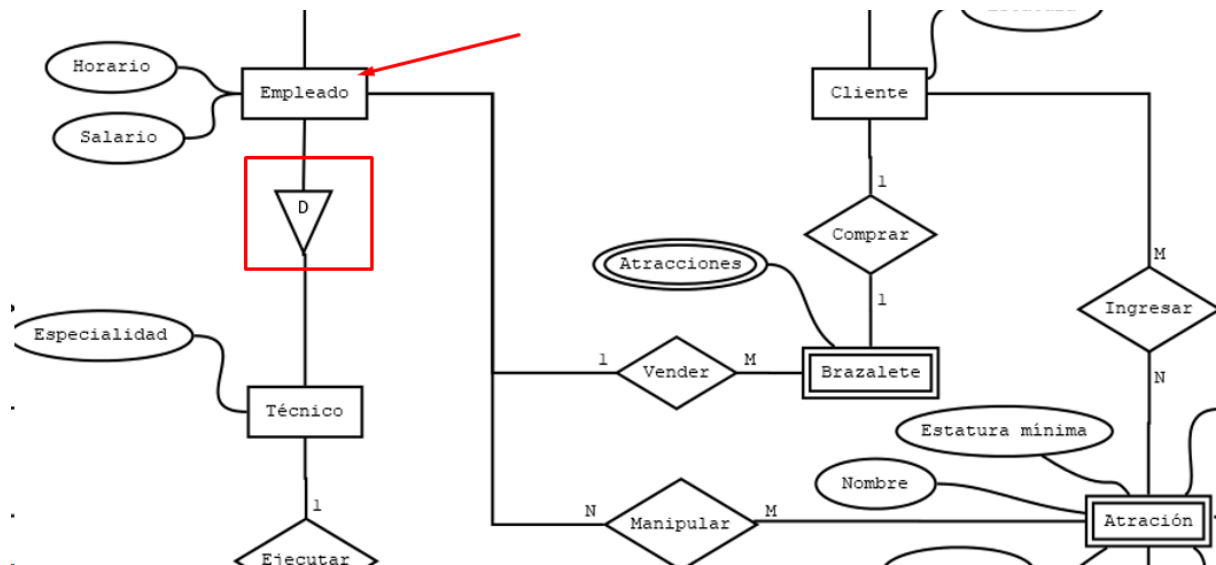 Horario
Empleado
Cliente
Salario
1
D
Comprar
Atracciones
M
1
Ingresar
Especialidad
1
M
Vender
Brazalete
N
Técnico
Estatura mínima
Nombre
1
N
M
Manipular
Atración
Ejecutar